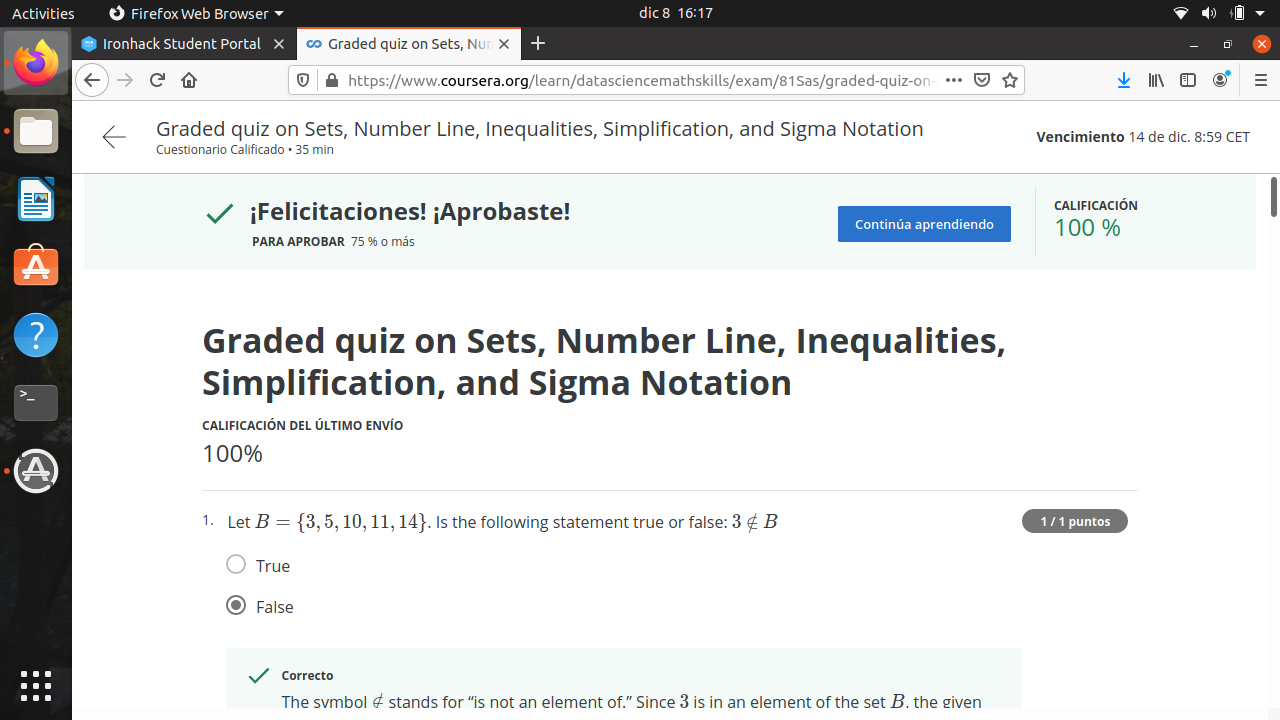 Activities
Firefox Web Browser
dic 8 16:17
Ironhack Student Portal
Graded quiz on Sets, Nun
https://www.coursera.org/learn/datasciencemathskills/exam/81Sas/graded-quiz-on-
Graded quiz on Sets, Number Line, Inequalities, Simplification, and Sigma Notation
Cuestionario Calificado • 35 min
Vencimiento 14 de dic. 8:59 CET
¡Felicitaciones! ¡Aprobaste!
PARA APROBAR 75 % o más
Continúa aprendiendo
CALIFICACIÓN
100 %
Graded quiz on Sets, Number Line, Inequalities,
Simplification, and Sigma Notation
CALIFICACIÓN DEL ÚLTIMO ENVÍO
100%
1. Let B = {3, 5, 10, 11, 14}. Is the following statement true or false: 3 ∉ B
1 / 1 puntos
True
False
Correcto
The symbol ∉ stands for “is not an element of.” Since 3 is in an element of the set B, the given